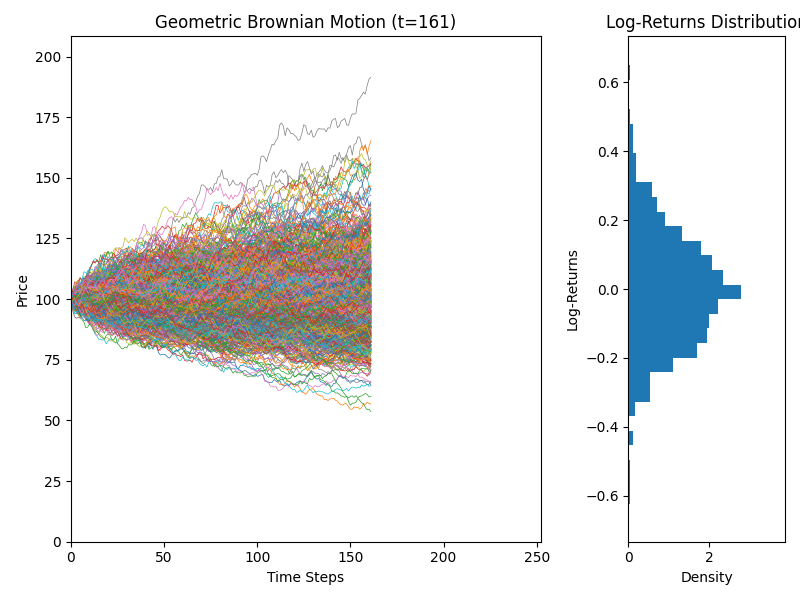 Geometric Brownian Motion (t=161)
Log-Returns Distribution
200
175
150
125
100
75
50
25
0
Price
0 50 100 150 200 250
Time Steps
0.6
0.4
0.2
0.0
−0.2
−0.4
−0.6
Log-Returns
0 2
Density